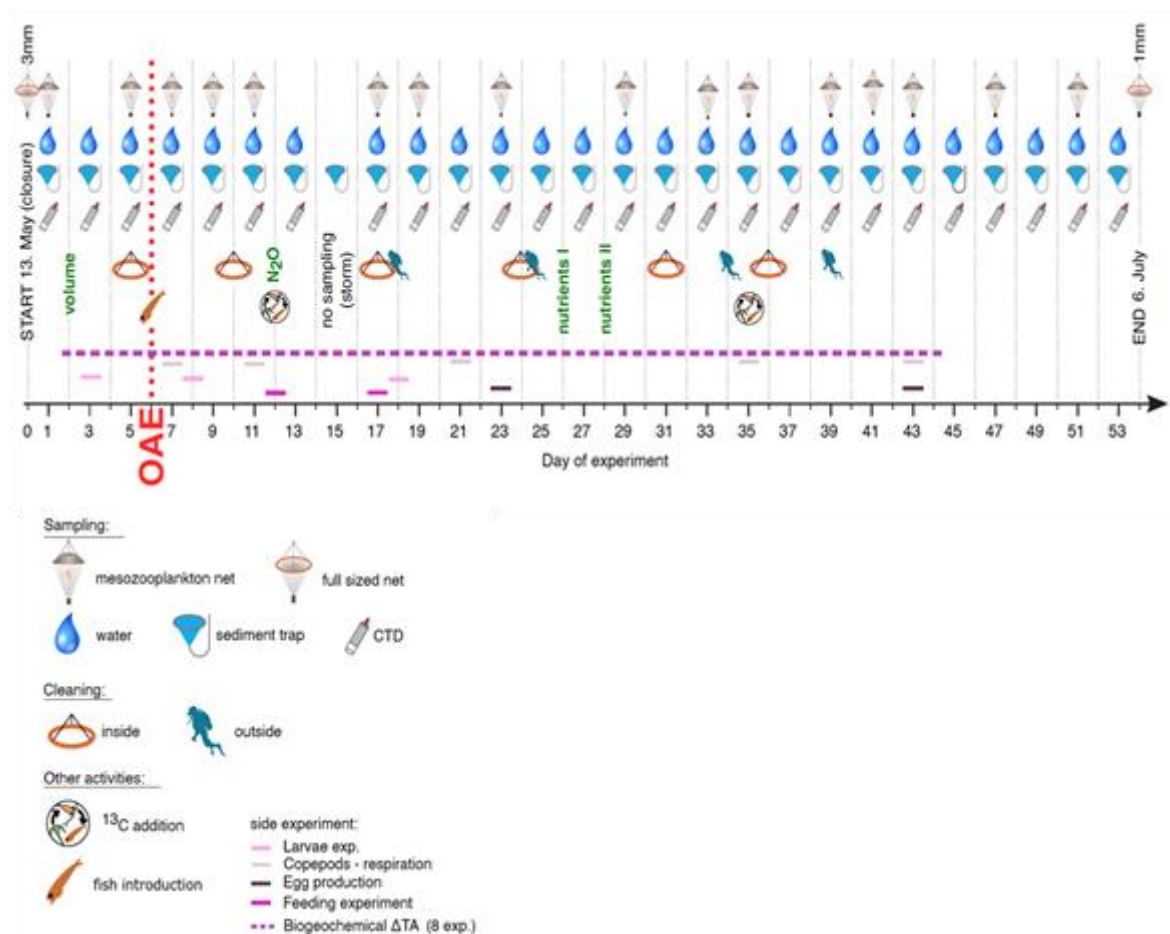 3mm
1mm
START 13. May (closure)
volume
N₂O
no sampling
(storm)
nutrients I
nutrients II
END 6. July
0 1 3 5 7 9 11 13 15 17 19 21 23 25 27 29 31 33 34 35 37 39 41 43 45 47 49 51 53
OAE
Day of experiment
Sampling:
mesozooplankton net
full sized net
water
sediment trap
CTD
Cleaning:
inside
outside
Other activities:
¹³C addition
fish introduction
side experiment:
Larvae exp.
Copepods - respiration
Egg production
Feeding experiment
Biogeochemical ΔTA (8 exp.)